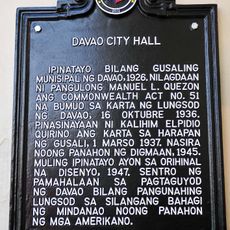 DAVAO CITY HALL
IPINATAYO BILANG GUSALING
MUNISIPAL NG DAVAO, 1926. NILAGDAAN
NI PANGULONG MANUEL L. QUEZON
ANG COMMONWEALTH ACT NO. 51
NA BUMUO SA KARTA NG LUNGSOD
NG DAVAO, 16 OKTUBRE 1936.
PINASINAYAAN NI KALIHIM ELPIDIO
QUIRINO ANG KARTA SA HARAPAN
NG GUSALI, 1 MARSO 1937. NASIRA
NOONG PANAHON NG DIGMAAN, 1945.
MULING IPINATAYO AYON SA ORIHINAL
NA DISENYO, 1947. SENTRO NG
PAMAHALAAN SA PAGTAGUYOD
NG DAVAO BILANG PANGUNAHING
LUNGSOD SA SILANGANG BAHAGI
NG MINDANAO NOONG PANAHON
NG MGA AMERIKANO.